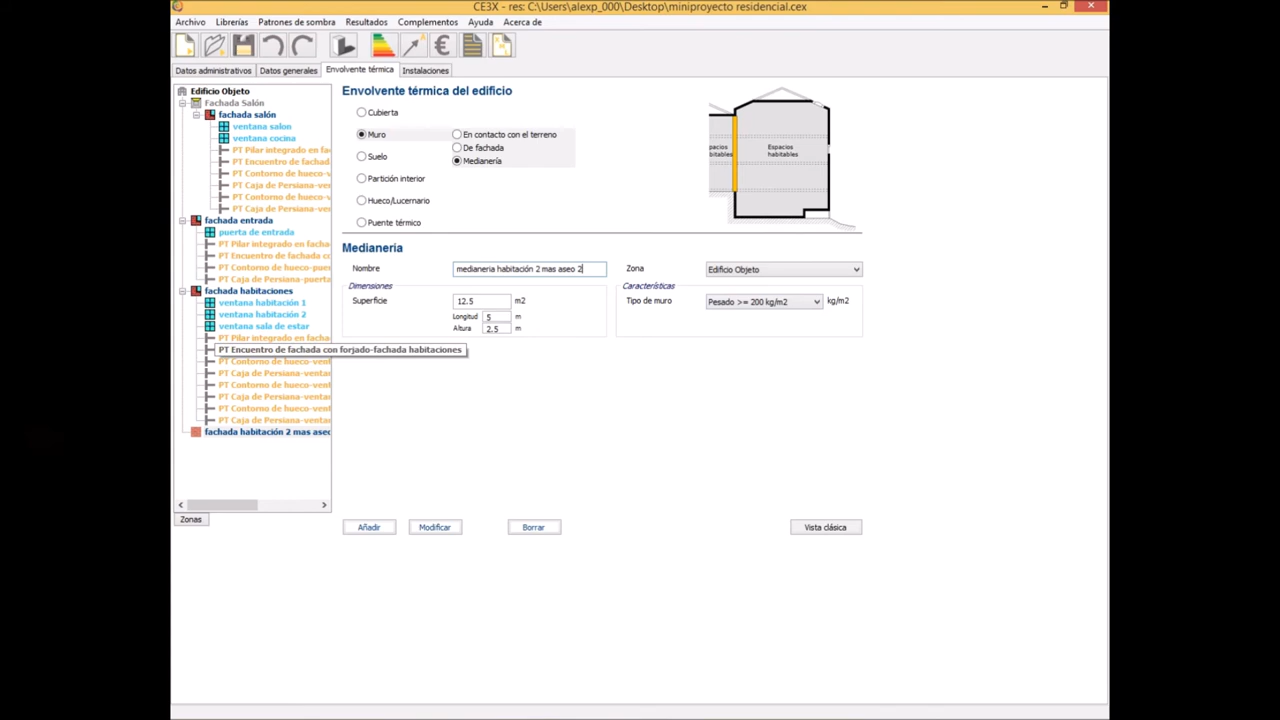 CE3X - res: C:\Users\alexp_000\Desktop\miniproyecto residencial.cex
Archivo Librerías Patrones de sombra Resultados Complementos Ayuda Acerca de
Datos administrativos Datos generales Envolvente térmica Instalaciones
Edificio Objeto
Fachada Salón
fachada salón
ventana salon
ventana cocina
PT Pilar integrado en fac
PT Encuentro de fachad
PT Contorno de hueco-v
PT Caja de Persiana-ve
PT Contorno de hueco-v
PT Caja de Persiana-ve
fachada entrada
puerta de entrada
PT Pilar integrado en facha
PT Encuentro de fachada co
PT Contorno de hueco-puer
PT Caja de Persiana-puerta
fachada habitaciones
ventana habitación 1
ventana habitación 2
ventana sala de estar
PT Pilar integrado en facha
PT Encuentro de fachada con forjado-fachada habitaciones
PT Contorno de hueco-vent
PT Caja de Persiana-ventan
PT Contorno de hueco-vent
PT Caja de Persiana-ventan
PT Contorno de hueco-vent
PT Caja de Persiana-ventan
fachada habitación 2 mas aseo
Zonas
Envolvente térmica del edificio
Cubierta
Muro
En contacto con el terreno
De fachada
Medianería
Suelo
Partición interior
Hueco/Lucernario
Puente térmico
pacios
bitables
Espacios
habitables
Medianeria
Nombre medianeria habitación 2 mas aseo 2
Zona Edificio Objeto
Dimensiones
Superficie 12.5 m2
Longitud 5 m
Altura 2.5 m
Características
Tipo de muro Pesado >= 200 kg/m2 kg/m2
Añadir Modificar Borrar Vista clásica